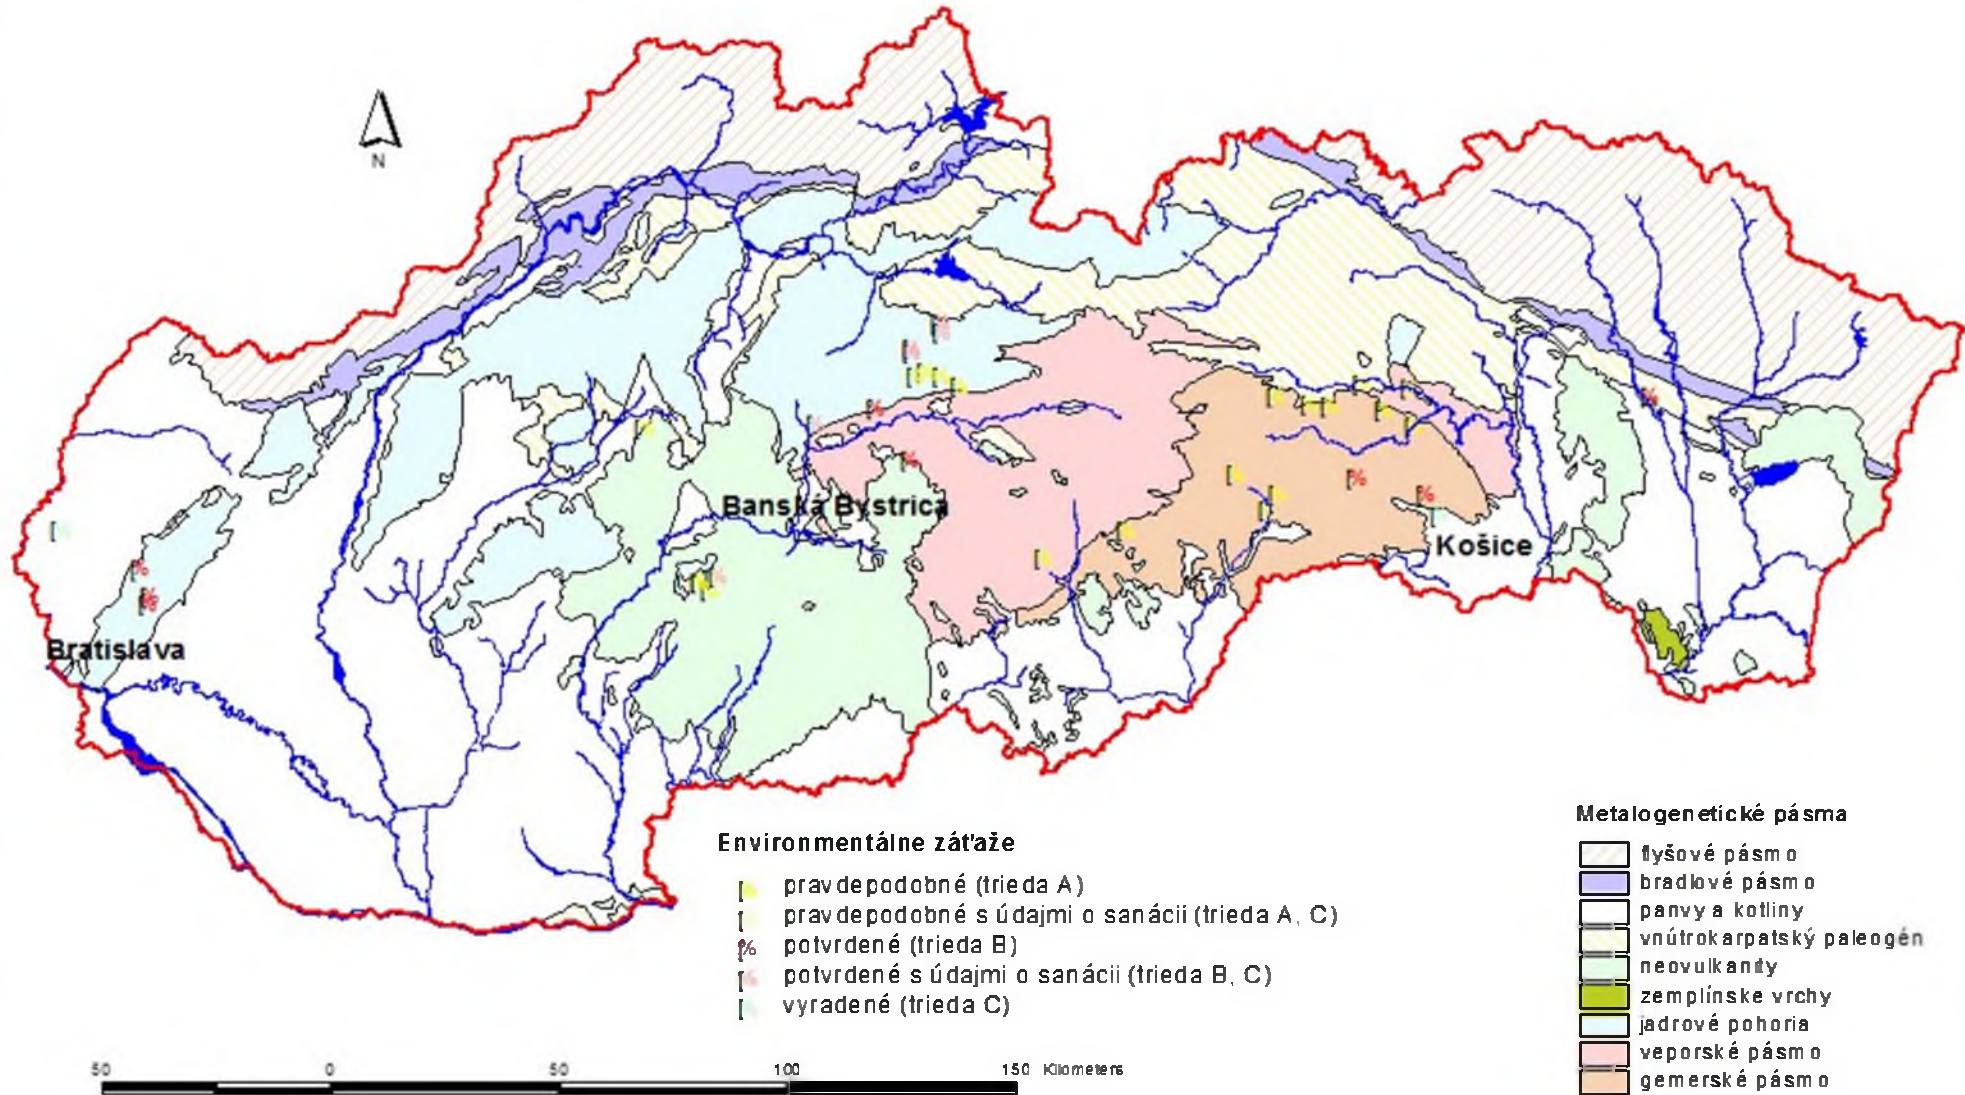 N
Banská Bystrica
Košice
Bratislava
Environmentálne záťaže
pravdepodobné (trieda A)
pravdepodobné s údajmi o sanácii (trieda A, C)
potvrdené (trieda B)
potvrdené s údajmi o sanácii (trieda B, C)
vyradené (trieda C)
Metalogenetické pásma
flyšové pásmo
bradlové pásmo
panvy a kotliny
vnútrokarpatský paleogén
neovulkanity
zemplínske vrchy
jadrové pohoria
veporské pásmo
gemerské pásmo
50 0 50 100 150 Kilometers